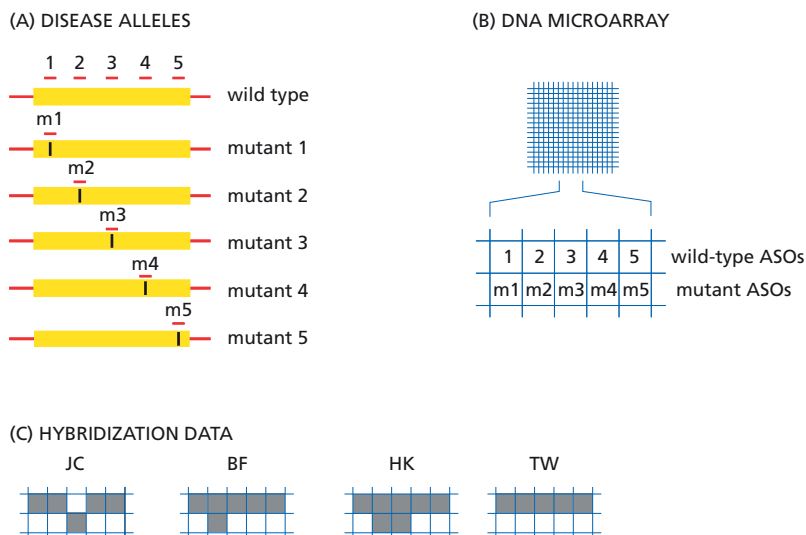 (A) DISEASE ALLELES
1 2 3 4 5
wild type
m1
mutant 1
m2
mutant 2
m3
mutant 3
m4
mutant 4
m5
mutant 5
(B) DNA MICROARRAY
1 2 3 4 5 wild-type ASOs
m1 m2 m3 m4 m5 mutant ASOs
(C) HYBRIDIZATION DATA
JC BF HK TW